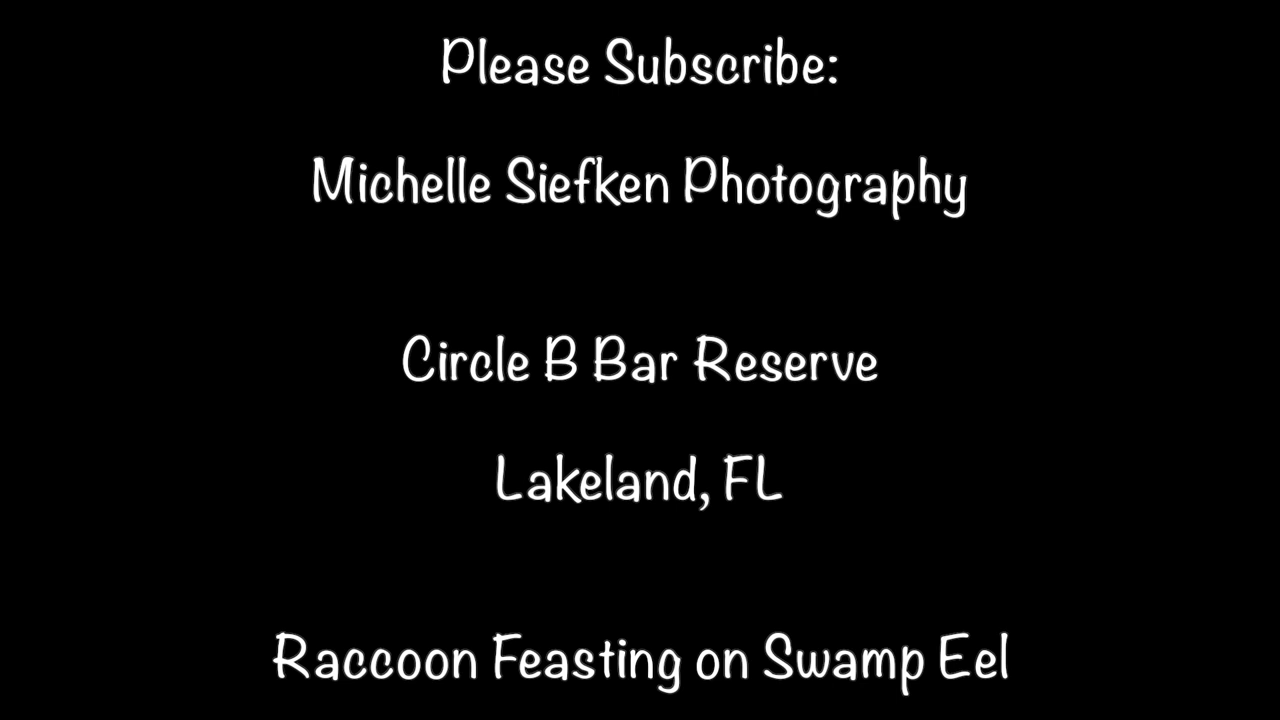 Please Subscribe:
Michelle Siefken Photography
Circle B Bar Reserve
Lakeland, FL
Raccoon Feasting on Swamp Eel